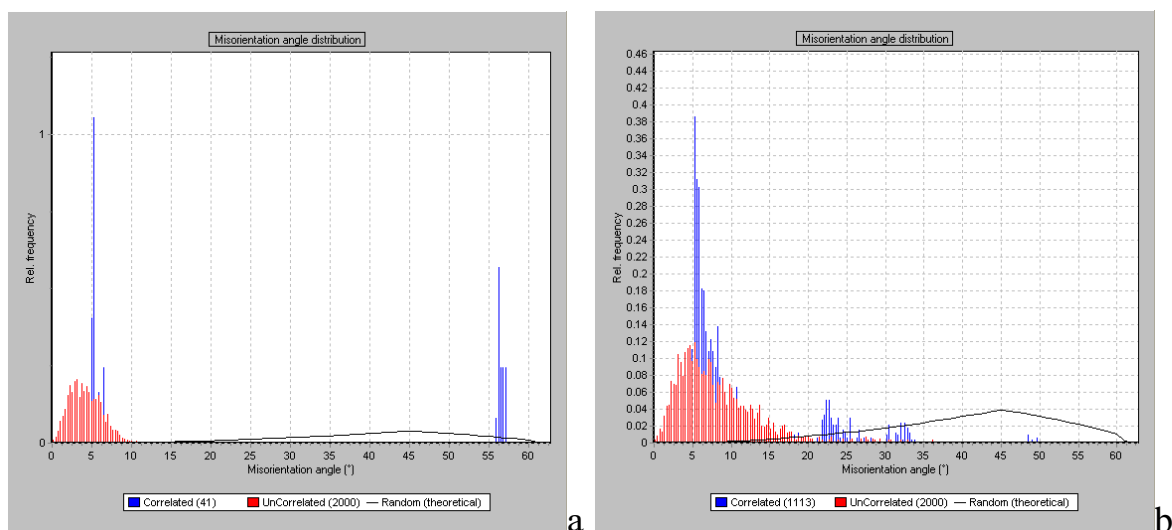 Misorientation angle distribution
1
Rel. frequency
0
0 5 10 15 20 25 30 35 40 45 50 55 60
Misorientation angle (°)
Correlated (41) UnCorrelated (2000) Random (theoretical)
a
Misorientation angle distribution
0.46
0.44
0.42
0.4
0.38
0.36
0.34
0.32
0.3
0.28
0.26
0.24
0.22
0.2
0.18
0.16
0.14
0.12
0.1
0.08
0.06
0.04
0.02
0
Rel. frequency
0 5 10 15 20 25 30 35 40 45 50 55 60
Misorientation angle (°)
Correlated (1113) UnCorrelated (2000) Random (theoretical)
b